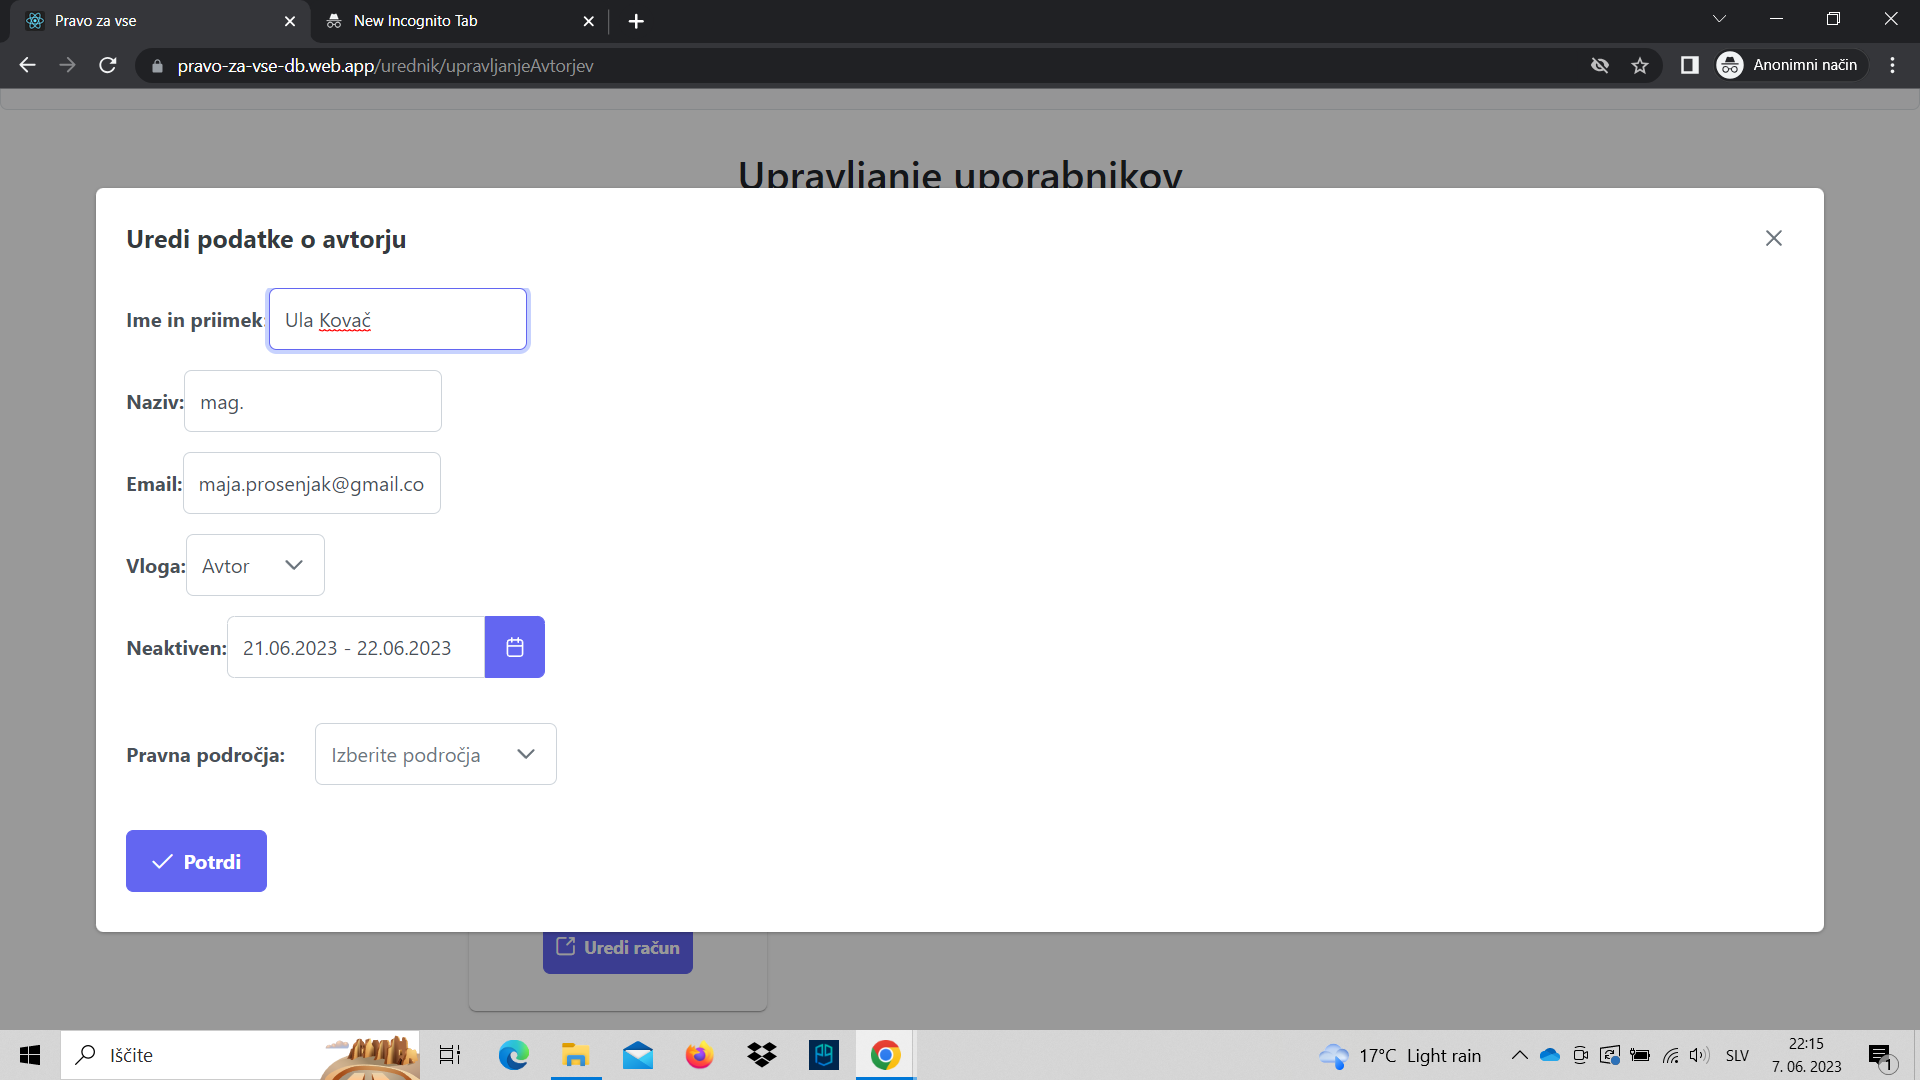 Pravo za vse
New Incognito Tab
pravo-za-vse-db.web.app/urednik/upravljanjeAvtorjev
Anonimni način
Upravljanje uporabnikov
Uredi podatke o avtorju
Ime in priimek:
Ula Kovač
Naziv:
mag.
Email:
maja.prosenjak@gmail.co
Vloga:
Avtor
Neaktiven:
21.06.2023 - 22.06.2023
Pravna področja:
Izberite področja
Potrdi
Uredi račun
Iščite
17°C Light rain
SLV
22:15
7. 06. 2023
1